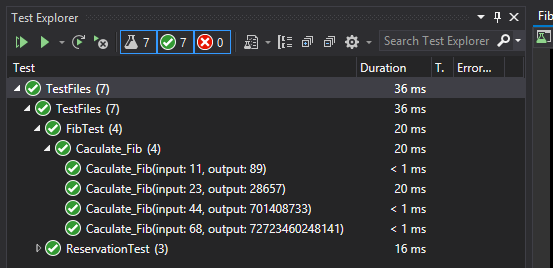 Test Explorer
Fib
7 7 0 Search Test Explorer
Test Duration T. Error...
TestFiles (7) 36 ms
TestFiles (7) 36 ms
FibTest (4) 20 ms
Caculate_Fib (4) 20 ms
Caculate_Fib(input: 11, output: 89) < 1 ms
Caculate_Fib(input: 23, output: 28657) 20 ms
Caculate_Fib(input: 44, output: 701408733) < 1 ms
Caculate_Fib(input: 68, output: 72723460248141) < 1 ms
ReservationTest (3) 16 ms